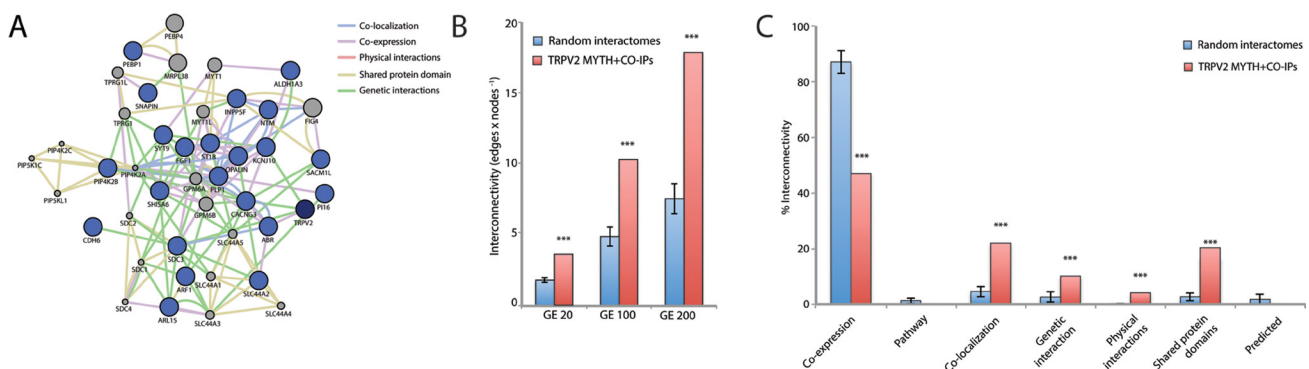 A
PEBP4
PEBP1
MRPL38
MYT1
TPRG1L
ALDH1A3
SNAPIN
INPP5F
TPRG1
MYT1L
NTM
FIG4
SYT9
ST18
PIP4K2C
FGF1
KCNJ10
PIP5K1C
OPALIN
SACM1L
PIP4K2B
PIP4K2A
GPM6A
PLP1
PIP5KL1
SHISA6
PI16
CACNG3
GPM6B
TRPV2
SDC2
CDH6
ABR
SLC44A5
SDC3
SDC1
ARF1
SLC44A1
SLC44A2
SDC4
ARL15
SLC44A3
SLC44A4
Co-localization
Co-expression
Physical interactions
Shared protein domain
Genetic interactions
B
Interconnectivity (edges x nodes ⁻¹)
20
15
10
5
0
Random interactomes
TRPV2 MYTH+CO-IPs
***
***
***
GE 20
GE 100
GE 200
C
% Interconnectivity
100
80
60
40
20
0
Random interactomes
TRPV2 MYTH+CO-IPs
***
***
***
***
***
Co-expression
Pathway
Co-localization
Genetic
interaction
Physical
interactions
Shared protein
domains
Predicted